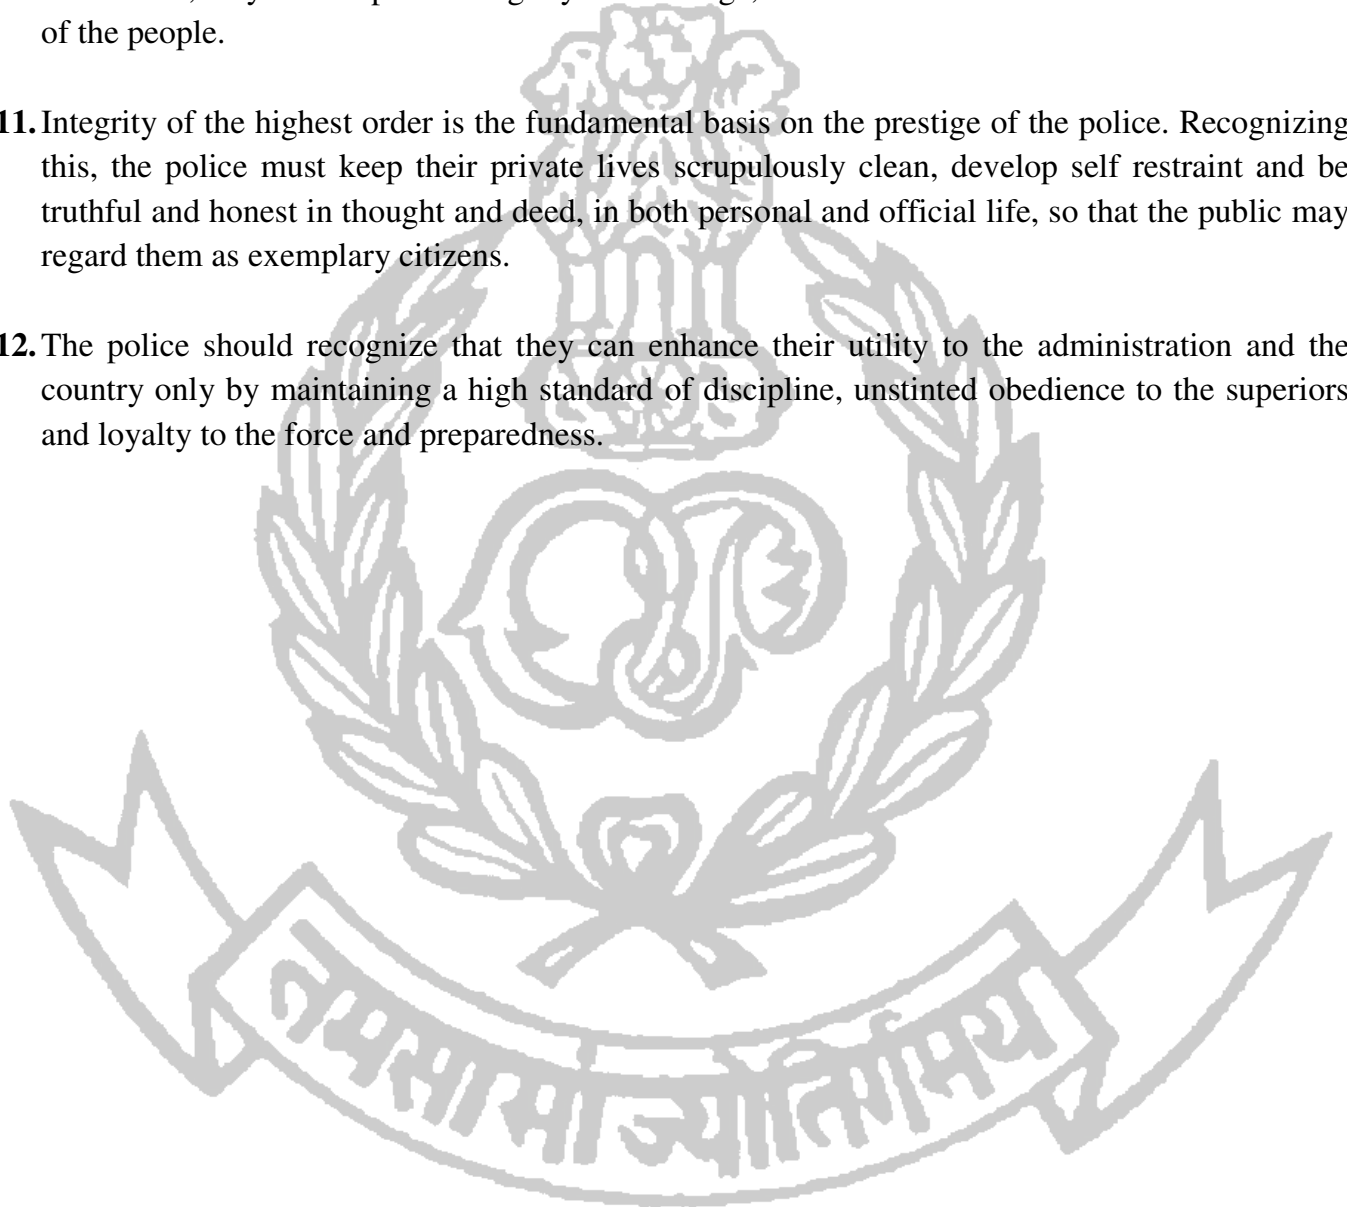 of the people.
11. Integrity of the highest order is the fundamental basis on the prestige of the police. Recognizing
this, the police must keep their private lives scrupulously clean, develop self restraint and be
truthful and honest in thought and deed, in both personal and official life, so that the public may
regard them as exemplary citizens.
12. The police should recognize that they can enhance their utility to the administration and the
country only by maintaining a high standard of discipline, unstinted obedience to the superiors
and loyalty to the force and preparedness.
तमसोमाज्योतिर्गमय